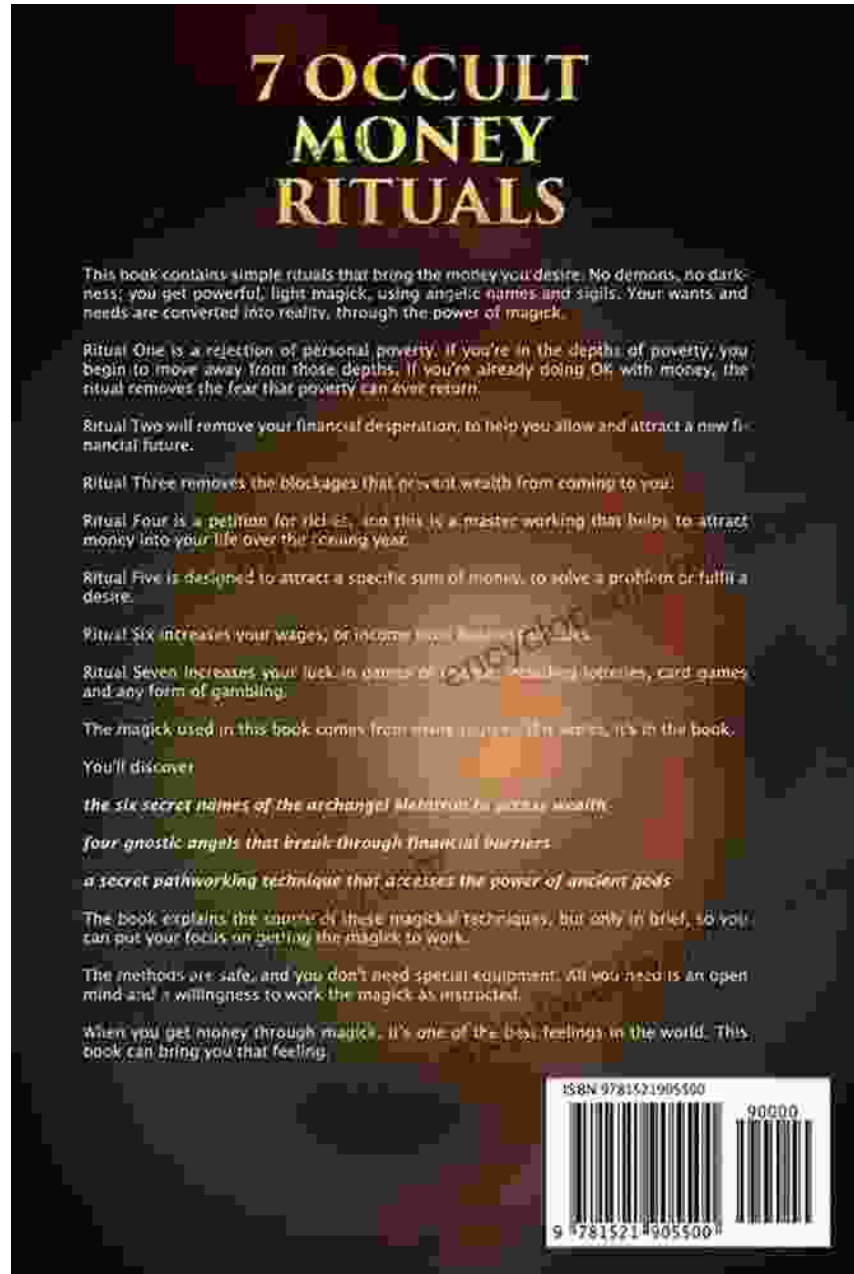 7 OCCULT
MONEY
RITUALS
This book contains simple rituals that bring the money you desire. No demons, no dark-
ness; you get powerful, light magick, using angelic names and sigils. Your wants and
needs are converted into reality, through the power of magick.
Ritual One is a rejection of personal poverty. If you're in the depths of poverty, you
begin to move away from those depths. If you're already doing OK with money, the
ritual removes the fear that poverty can ever return.
Ritual Two will remove your financial desperation, to help you allow and attract a new fi-
nancial future.
Ritual Three removes the blockages that prevent wealth from coming to you.
Ritual Four is a petition for riches, and this is a master working that helps to attract
money into your life over the coming year.
Ritual Five is designed to attract a specific sum of money, to solve a problem or fulfil a
desire.
Ritual Six increases your wages, or income from
Ritual Seven increases your luck in games of including lotteries, card games
and any form of gambling.
The magick used in this book comes from many works, it's in the book.
You'll discover
the six secret names of the archangel Metatron to access wealth
four gnostic angels that break through financial barriers
a secret pathworking technique that accesses the power of ancient gods
The book explains the source of these magickal techniques, but only in brief, so you
can put your focus on getting the magick to work.
The methods are safe, and you don't need special equipment. All you need is an open
mind and a willingness to work the magick as instructed.
When you get money through magick, it's one of the best feelings in the world. This
book can bring you that feeling.
ISBN 9781521905500
90000
9 781521 905500